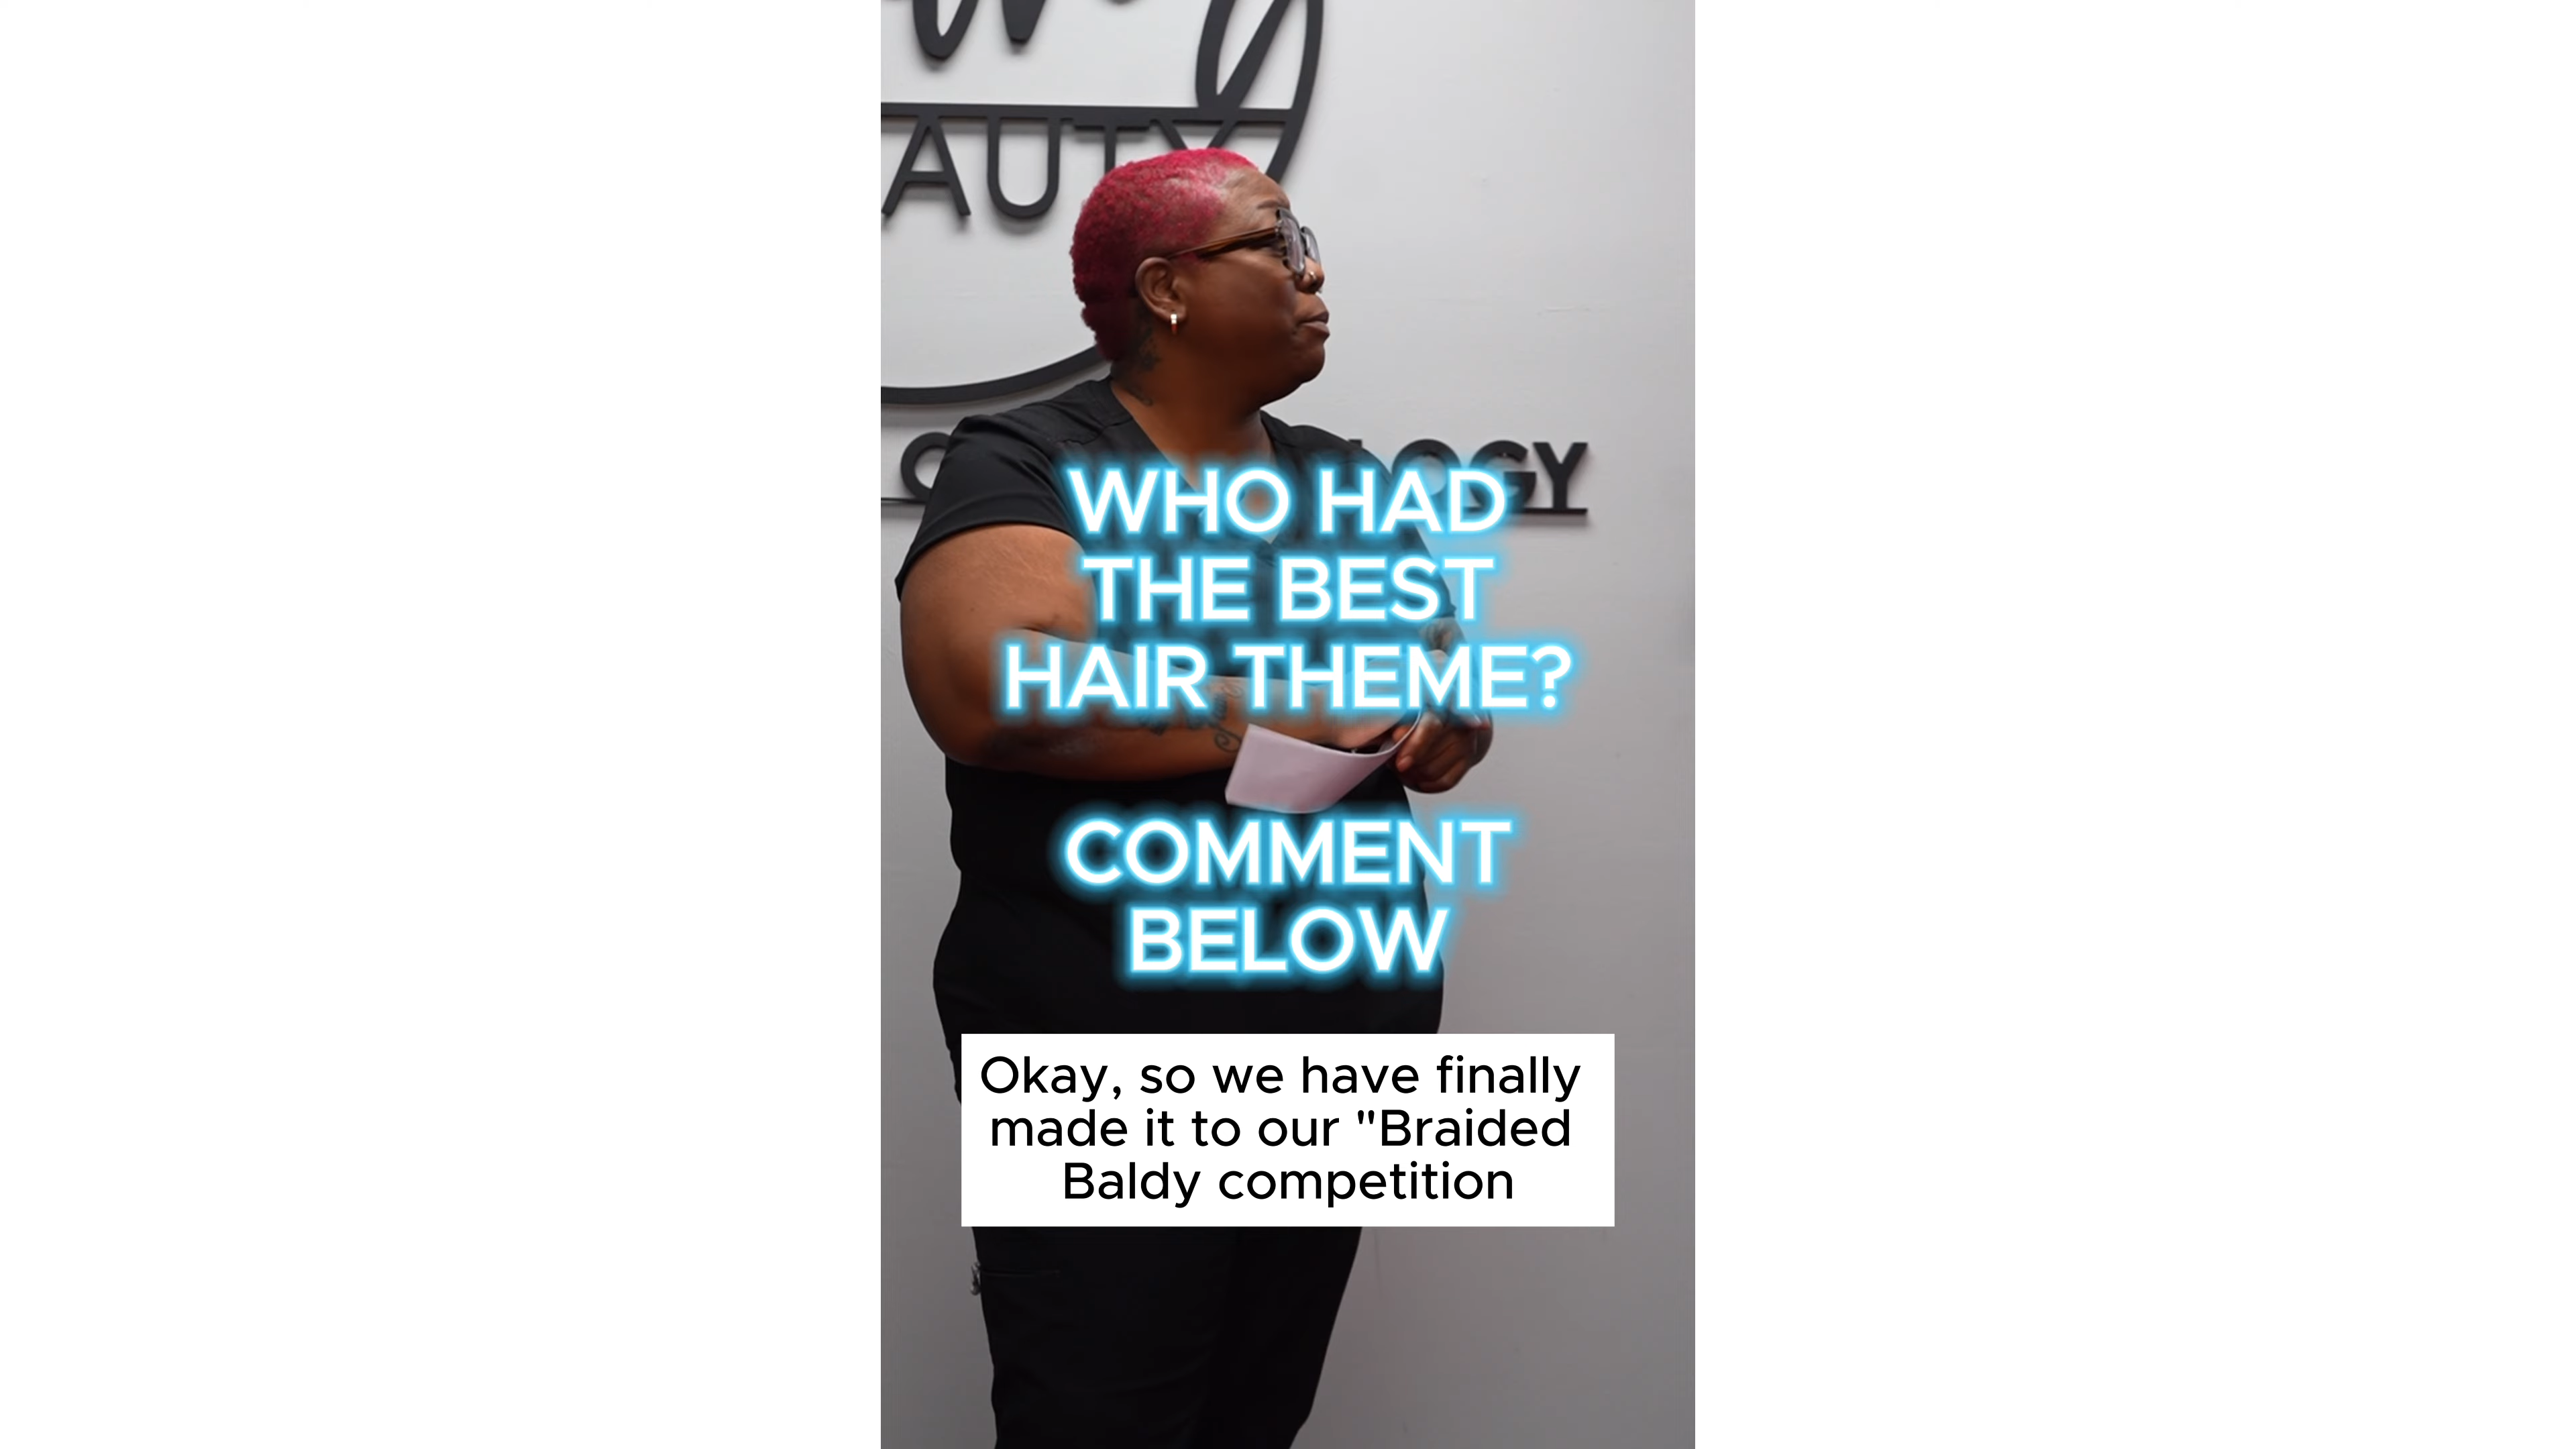 WHO HAD
THE BEST
HAIR THEME?
COMMENT
BELOW
Okay, so we have finally
made it to our "Braided
Baldy competition